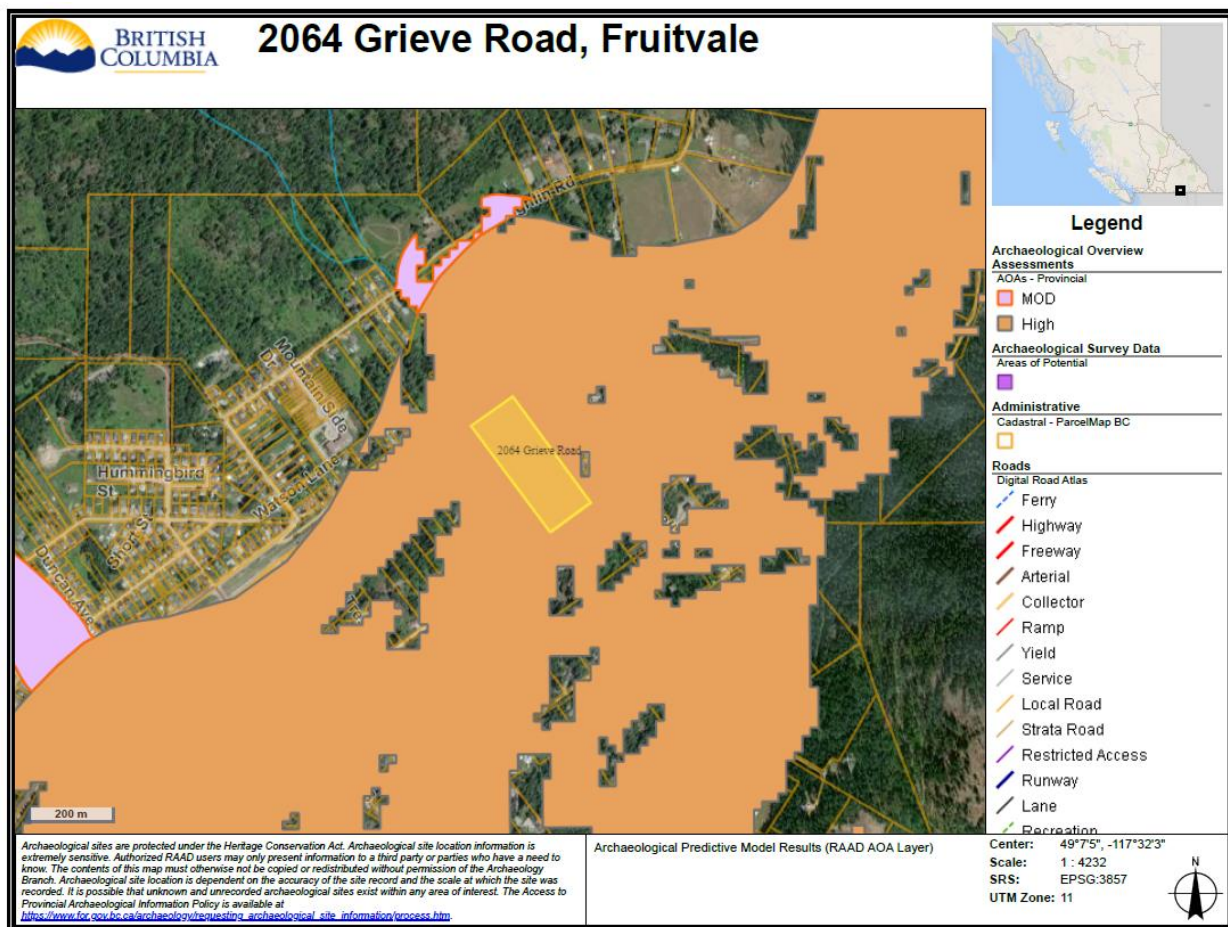 BRITISH
COLUMBIA
2064 Grieve Road, Fruitvale
Mountain Side
Dr
Hummingbird
St
Watson Lane
Short St
Duncan Ave
2064 Grieve Road
Tre
200 m
Legend
Archaeological Overview
Assessments
AOAs - Provincial
MOD
High
Archaeological Survey Data
Areas of Potential
Administrative
Cadastral - ParcelMap BC
Roads
Digital Road Atlas
Ferry
Highway
Freeway
Arterial
Collector
Ramp
Yield
Service
Local Road
Strata Road
Restricted Access
Runway
Lane
Recreation
Archaeological sites are protected under the Heritage Conservation Act. Archaeological site location information is
extremely sensitive. Authorized RAAD users may only present information to a third party or parties who have a need to
know. The contents of this map must otherwise not be copied or redistributed without permission of the Archaeology
Branch. Archaeological site location is dependent on the accuracy of the site record and the scale at which the site was
recorded. It is possible that unknown and unrecorded archaeological sites exist within any area of interest. The Access to
Provincial Archaeological Information Policy is available at
https://www.for.gov.bc.ca/archaeology/requesting_archaeological_site_information/process.htm.
Archaeological Predictive Model Results (RAAD AOA Layer)
Center: 49°7'5", -117°32'3"
Scale: 1 : 4232
SRS: EPSG:3857
UTM Zone: 11
N